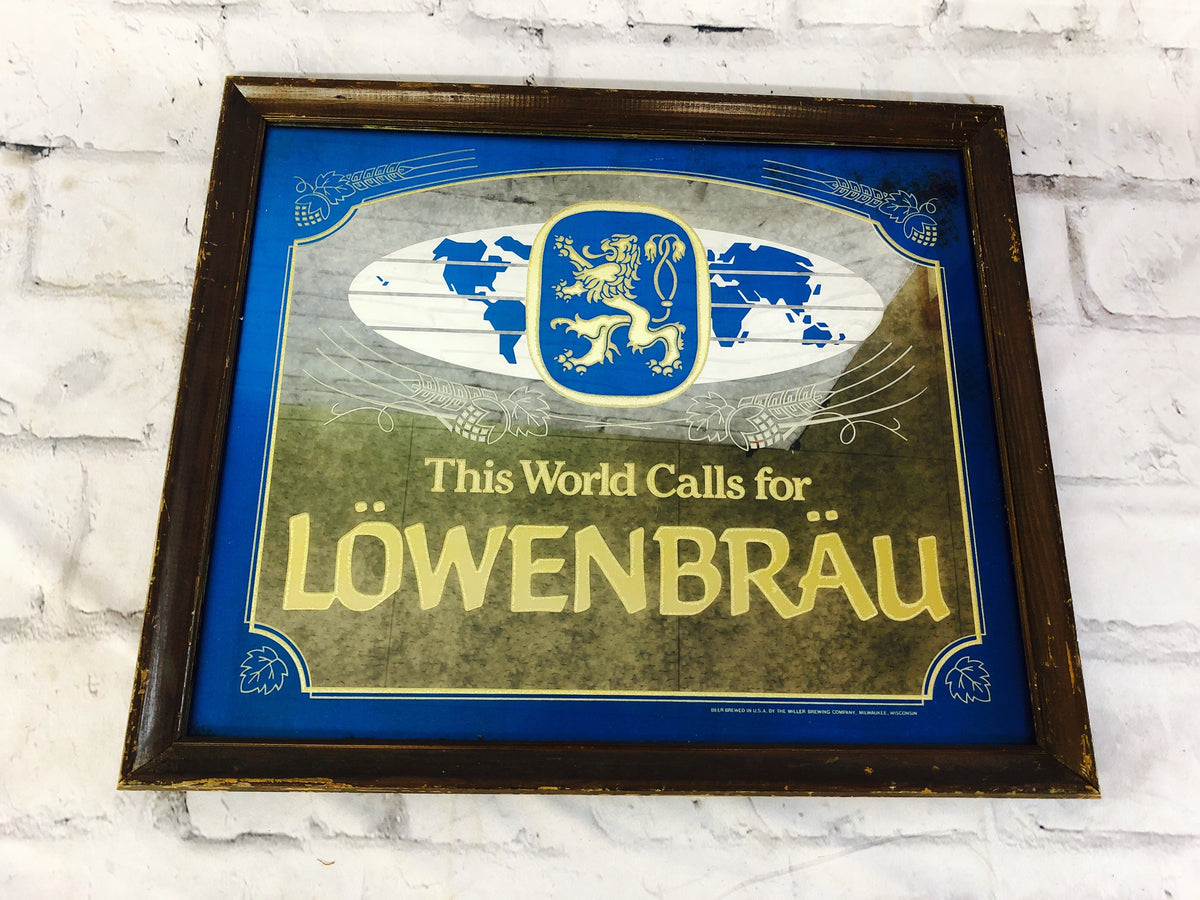 This World Calls for
LÖWENBRÄU
BEER BREWED IN U.S.A. BY THE MILLER BREWING COMPANY, MILWAUKEE, WISCONSIN